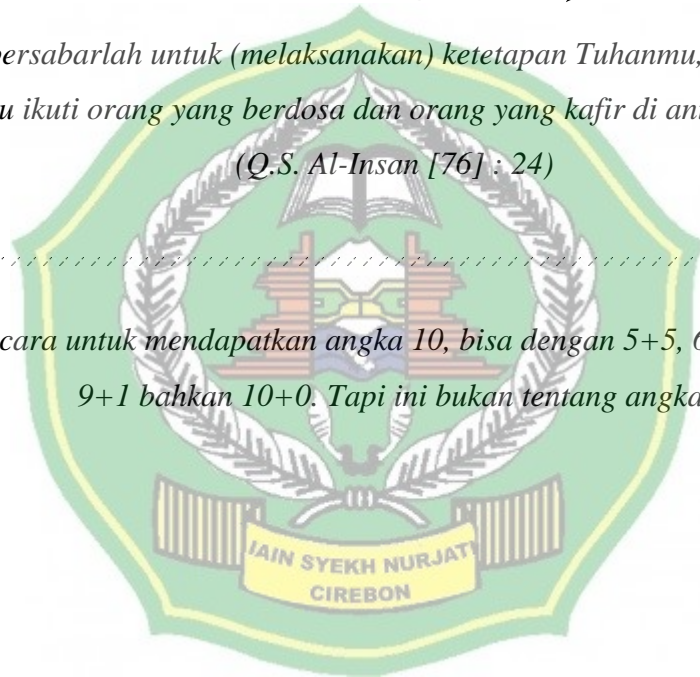 bersabarlah untuk (melaksanakan) ketetapan Tuhanmu,
u ikuti orang yang berdosa dan orang yang kafir di an
(Q.S. Al-Insan [76] : 24)
cara untuk mendapatkan angka 10, bisa dengan 5+5, 6
9+1 bahkan 10+0. Tapi ini bukan tentang angka
IAIN SYEKH NURJATI
CIREBON